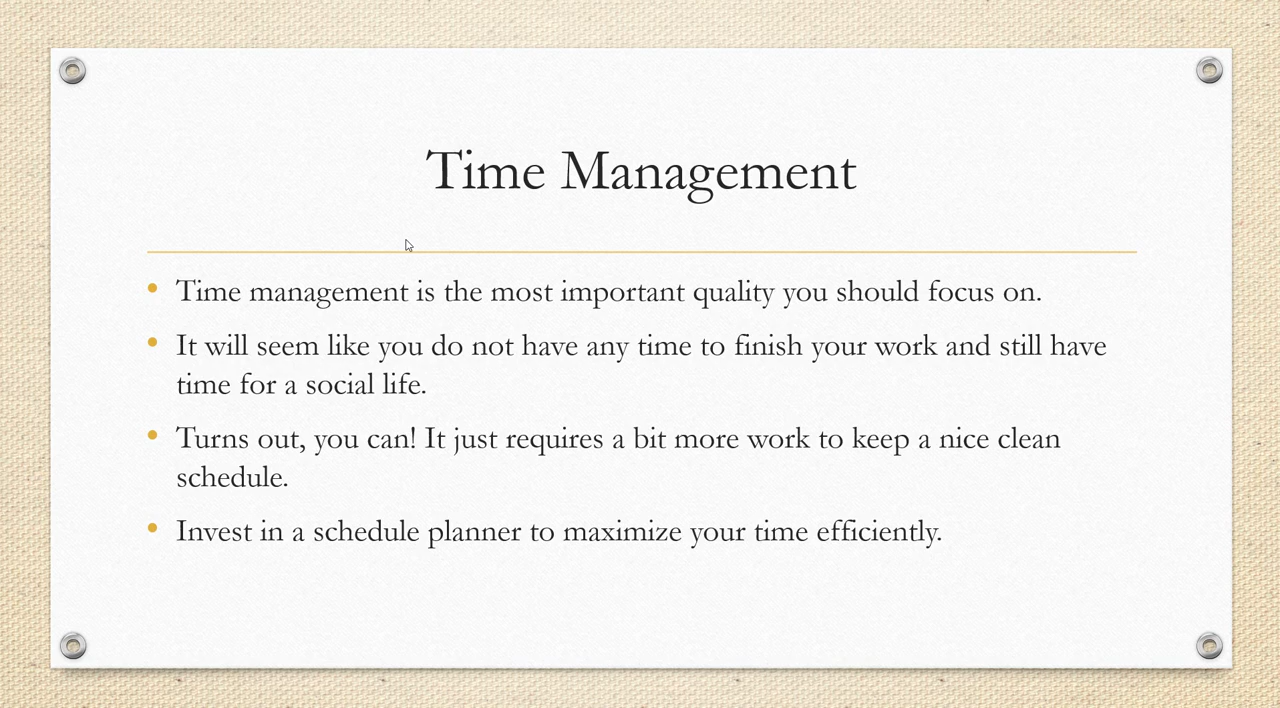 Time Management
• Time management is the most important quality you should focus on.
• It will seem like you do not have any time to finish your work and still have
time for a social life.
• Turns out, you can! It just requires a bit more work to keep a nice clean
schedule.
• Invest in a schedule planner to maximize your time efficiently.